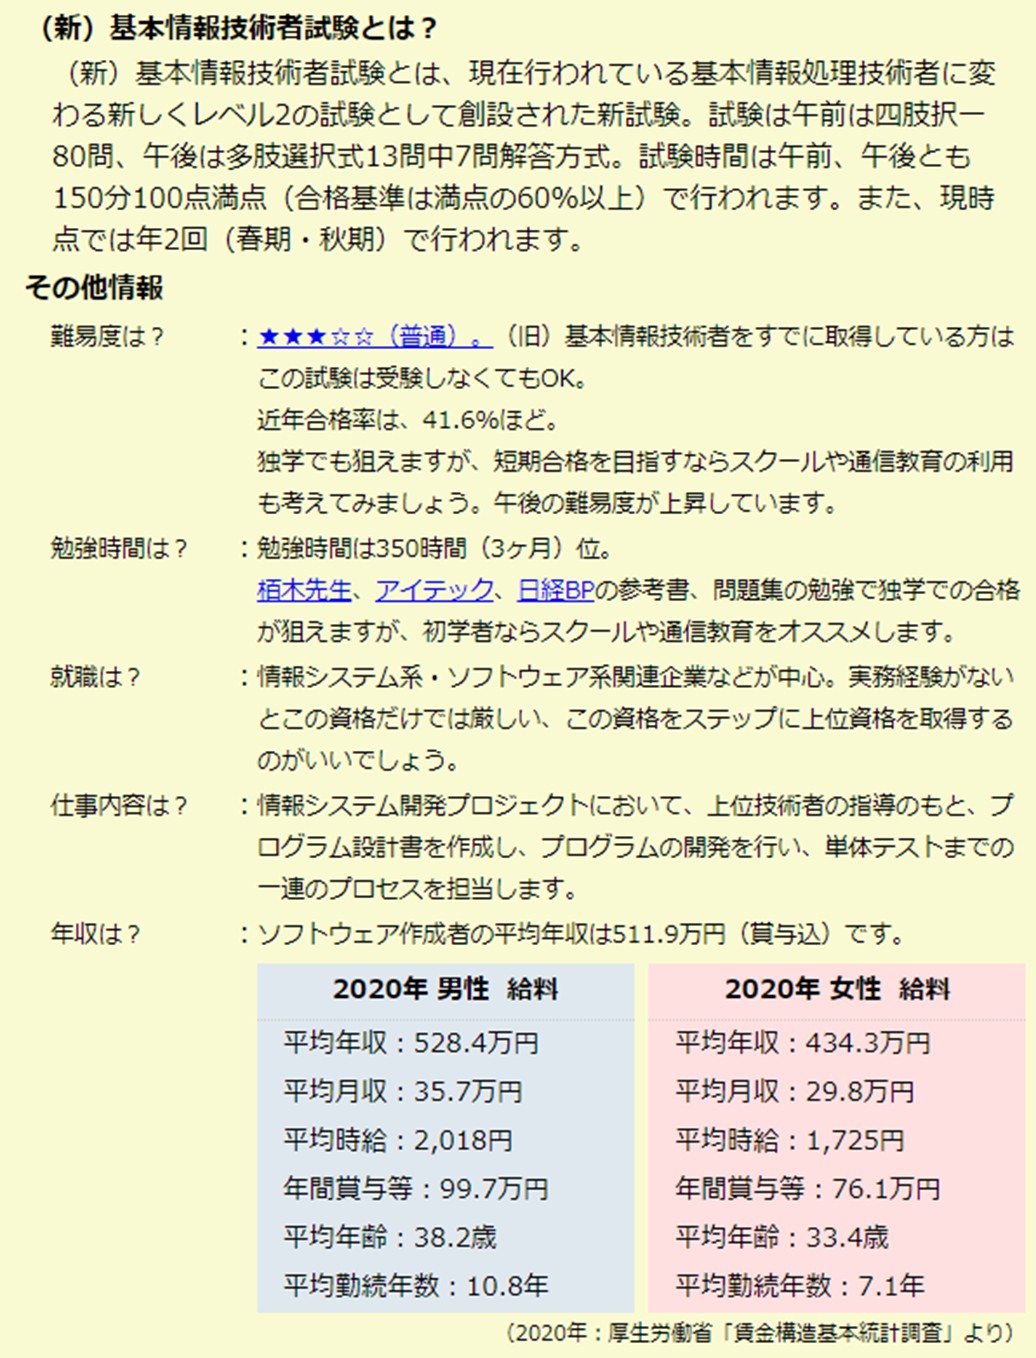 （新）基本情報技術者試験とは？
（新）基本情報技術者試験とは、現在行われている基本情報処理技術者に変
わる新しくレベル2の試験として創設された新試験。試験は午前は四肢択一
80問、午後は多肢選択式13問中7問解答方式。試験時間は午前、午後とも
150分100点満点（合格基準は満点の60%以上）で行われます。また、現時
点では年2回（春期・秋期）で行われます。
その他情報
難易度は？ ：★★★☆☆（普通）。（旧）基本情報技術者をすでに取得している方は
この試験は受験しなくてもOK。
近年合格率は、41.6%ほど。
独学でも狙えますが、短期合格を目指すならスクールや通信教育の利用
も考えてみましょう。午後の難易度が上昇しています。
勉強時間は？ ：勉強時間は350時間（3ヶ月）位。
栢木先生、アイテック、日経BPの参考書、問題集の勉強で独学での合格
が狙えますが、初学者ならスクールや通信教育をオススメします。
就職は？ ：情報システム系・ソフトウェア系関連企業などが中心。実務経験がない
とこの資格だけでは厳しい、この資格をステップに上位資格を取得する
のがいいでしょう。
仕事内容は？ ：情報システム開発プロジェクトにおいて、上位技術者の指導のもと、プ
ログラム設計書を作成し、プログラムの開発を行い、単体テストまでの
一連のプロセスを担当します。
年収は？ ：ソフトウェア作成者の平均年収は511.9万円（賞与込）です。
2020年 男性 給料
平均年収：528.4万円
平均月収：35.7万円
平均時給：2,018円
年間賞与等：99.7万円
平均年齢：38.2歳
平均勤続年数：10.8年
2020年 女性 給料
平均年収：434.3万円
平均月収：29.8万円
平均時給：1,725円
年間賞与等：76.1万円
平均年齢：33.4歳
平均勤続年数：7.1年
（2020年：厚生労働省「賃金構造基本統計調査」より）